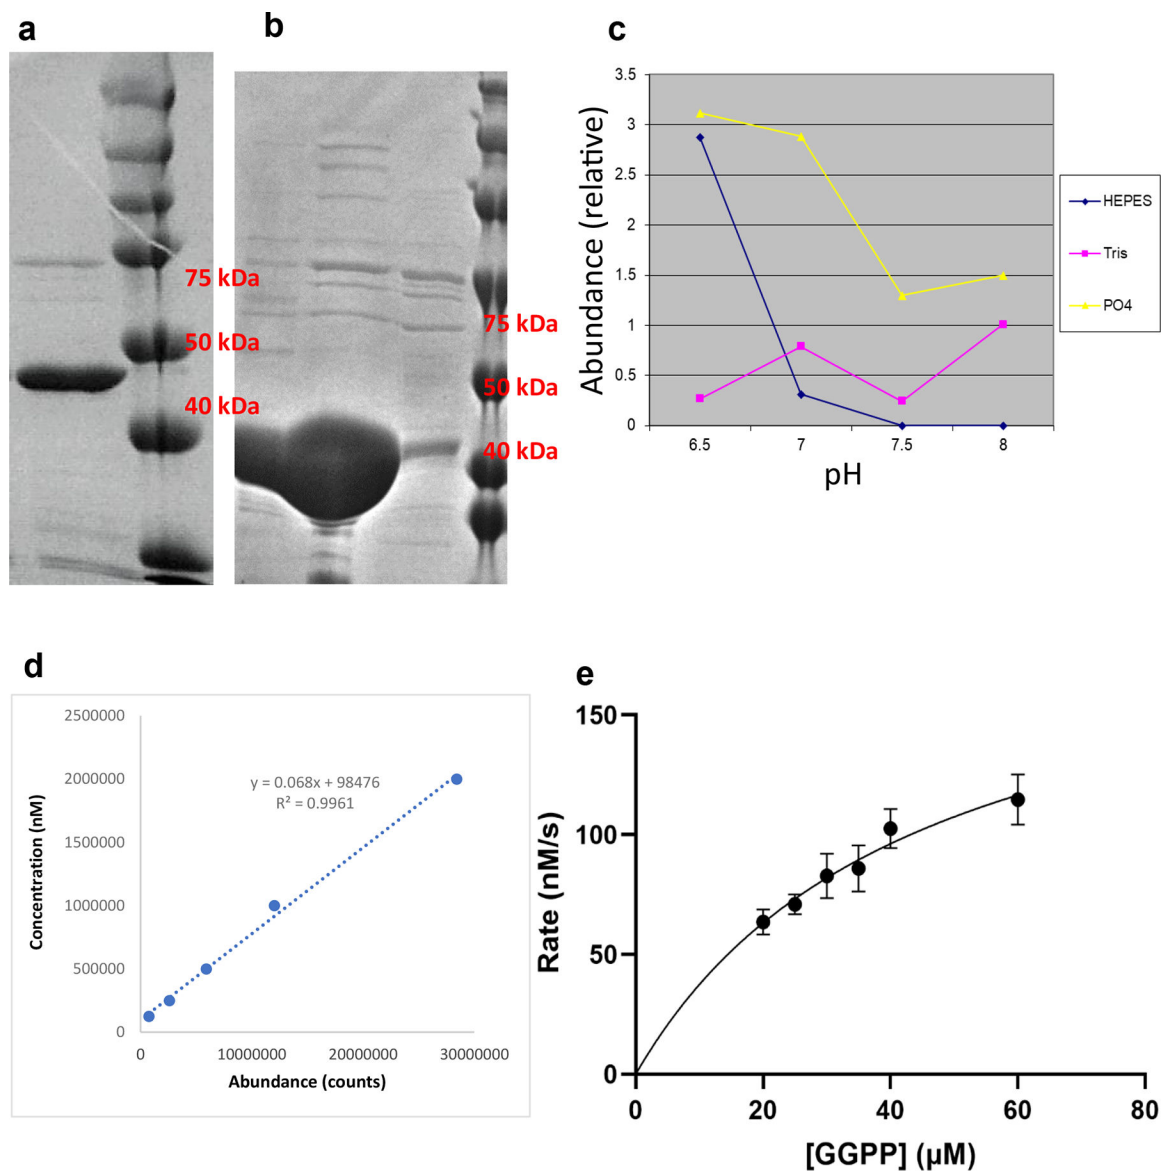 a
75 kDa
50 kDa
40 kDa
b
75 kDa
50 kDa
40 kDa
c
Abundance (relative)
3.5
3
2.5
2
1.5
1
0.5
0
6.5 7 7.5 8
pH
HEPES
Tris
PO4
d
Concentration (nM)
2500000
2000000
1500000
1000000
500000
0
y = 0.068x + 98476
R² = 0.9961
0 10000000 20000000 30000000
Abundance (counts)
e
Rate (nM/s)
150
100
50
0
0 20 40 60 80
[GGPP] (μM)